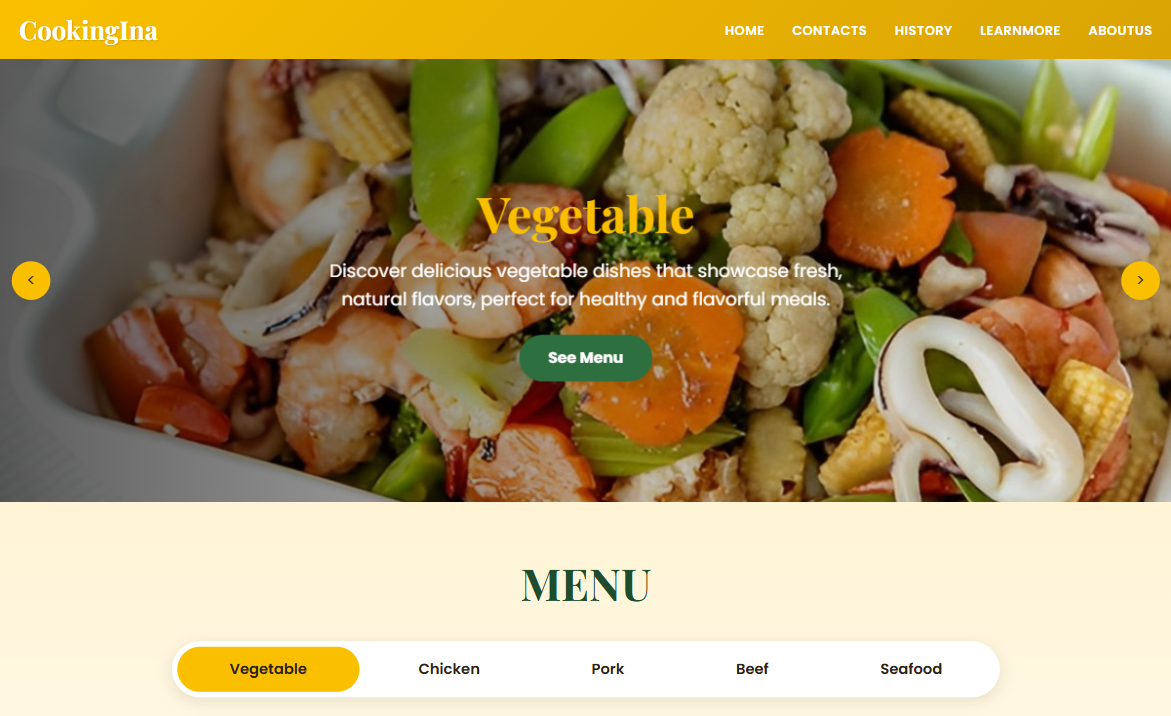 CookingIna
HOME CONTACTS HISTORY LEARNMORE ABOUTUS
Vegetable
Discover delicious vegetable dishes that showcase fresh,
natural flavors, perfect for healthy and flavorful meals.
< >
See Menu
MENU
Vegetable Chicken Pork Beef Seafood